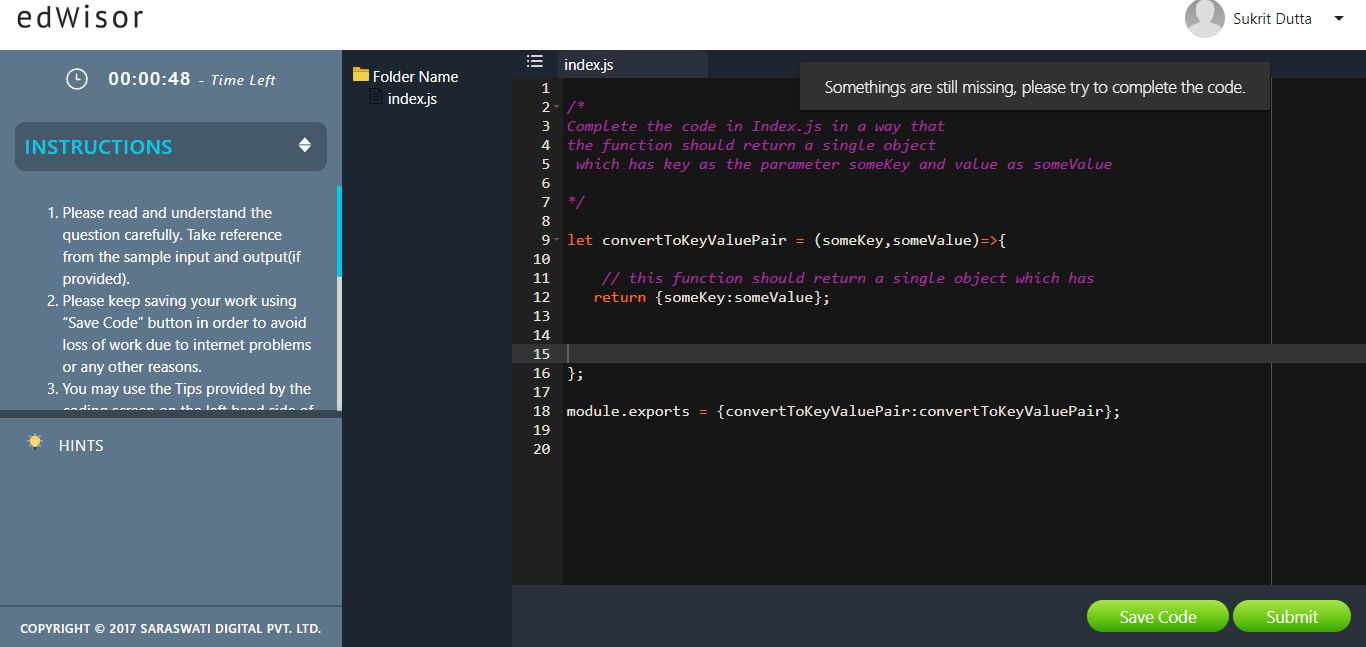 edWisor
Sukrit Dutta
00:00:48 - Time Left
INSTRUCTIONS
1. Please read and understand the
question carefully. Take reference
from the sample input and output(if
provided).
2. Please keep saving your work using
“Save Code” button in order to avoid
loss of work due to internet problems
or any other reasons.
3. You may use the Tips provided by the
coding screen on the left hand side of
HINTS
COPYRIGHT © 2017 SARASWATI DIGITAL PVT. LTD.
Folder Name
index.js
index.js
Somethings are still missing, please try to complete the code.
1
2 /*
3 Complete the code in Index.js in a way that
4 the function should return a single object
5 which has key as the parameter someKey and value as someValue
6
7 */
8
9 let convertToKeyValuePair = (someKey,someValue)=>{
10
11 // this function should return a single object which has
12 return {someKey:someValue};
13
14
15
16 };
17
18 module.exports = {convertToKeyValuePair:convertToKeyValuePair};
19
20
Save Code
Submit